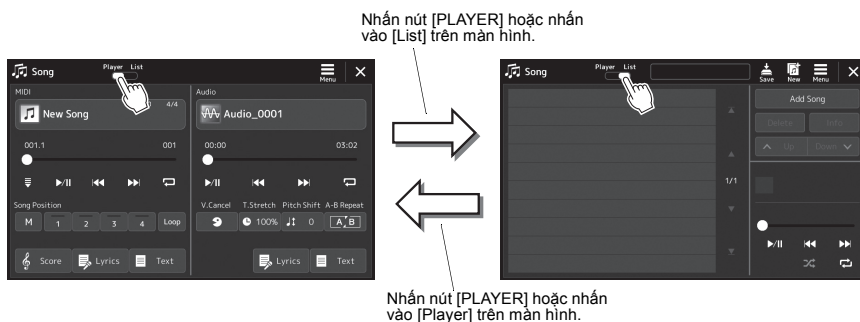 Nhấn nút [PLAYER] hoặc nhấn
vào [List] trên màn hình.
Song
Player List
Menu
MIDI
New Song
4/4
001.1
001
Song Position
M 1 2 3 4 Loop
Score Lyrics Text
Audio
Audio_0001
00:00
03:02
V.Cancel T.Stretch Pitch Shift A-B Repeat
100% 0 A B
Lyrics Text
Song
Player List
Save New Menu
Add Song
Delete Info
Up Down
1/1
Nhấn nút [PLAYER] hoặc nhấn
vào [Player] trên màn hình.